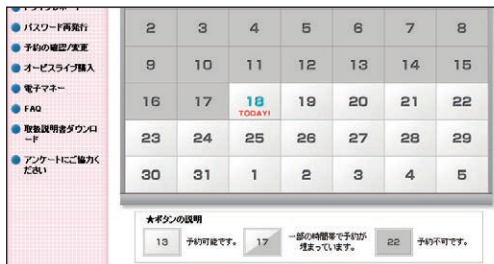 パスワード再発行
予約の確認/変更
オービスライブ購入
電子マネー
FAQ
取扱説明書ダウンロ
ード
アンケートにご協力く
ださい
2 3 4 5 6 7 8
9 10 11 12 13 14 15
16 17 18 19 20 21 22
TODAY!
23 24 25 26 27 28 29
30 31 1 2 3 4 5
★ボタンの説明
13 予約可能です。 17 一部の時間帯で予約が
埋まっています。 22 予約不可です。